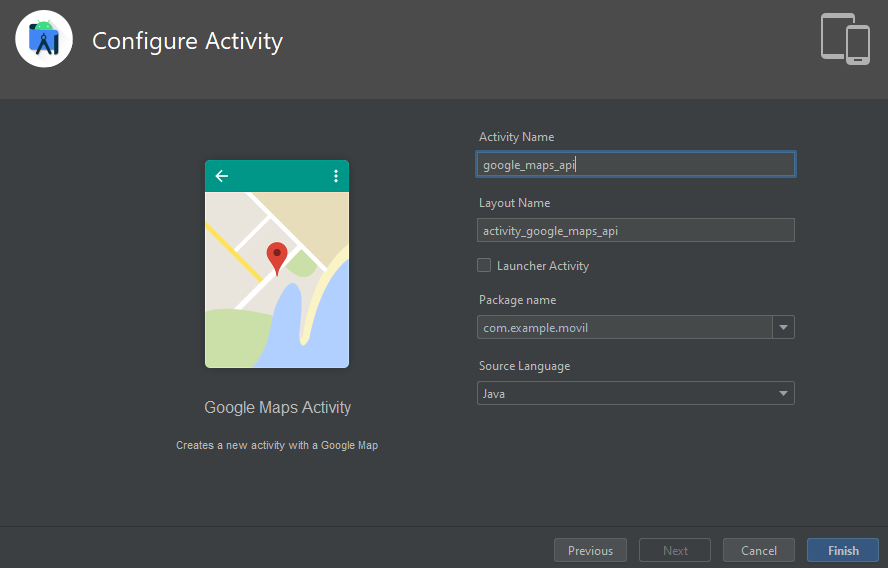 Configure Activity
Activity Name
google_maps_api
Layout Name
activity_google_maps_api
Launcher Activity
Package name
com.example.movil
Source Language
Java
Google Maps Activity
Creates a new activity with a Google Map
Previous
Next
Cancel
Finish